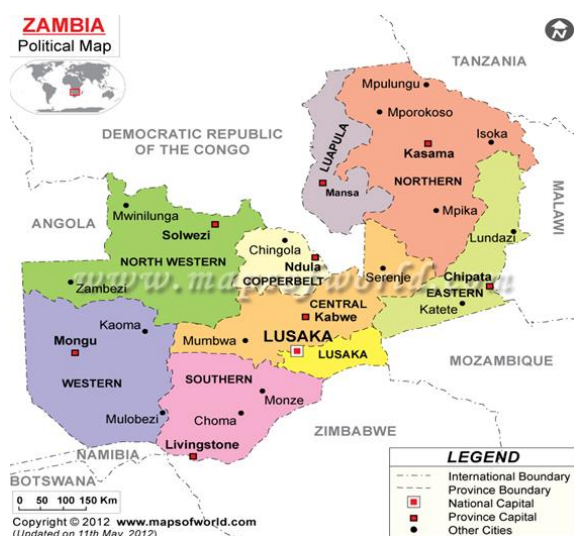 ZAMBIA
Political Map
N
TANZANIA
Mpulungu
Mporokoso
Isoka
DEMOCRATIC REPUBLIC
OF THE CONGO
LUAPULA
Kasama
NORTHERN
Mansa
MALAWI
Mwinilunga
Mpika
ANGOLA
Solwezi
Chingola
Lundazi
NORTH WESTERN
Ndula
COPPERBELT
Serenje
Chipata
www.mapsofworld.com
Zambezi
CENTRAL
EASTERN
Kabwe
Katete
Kaoma
Mumbwa
LUSAKA
Mongu
LUSAKA
MOZAMBIQUE
WESTERN
SOUTHERN
Monze
Mulobezi
Choma
ZIMBABWE
Livingstone
NAMIBIA
BOTSWANA
LEGEND
International Boundary
Province Boundary
National Capital
Province Capital
Other Cities
0 50 100 150 Km
Copyright © 2012 www.mapsofworld.com
(Updated on 11th May, 2012)